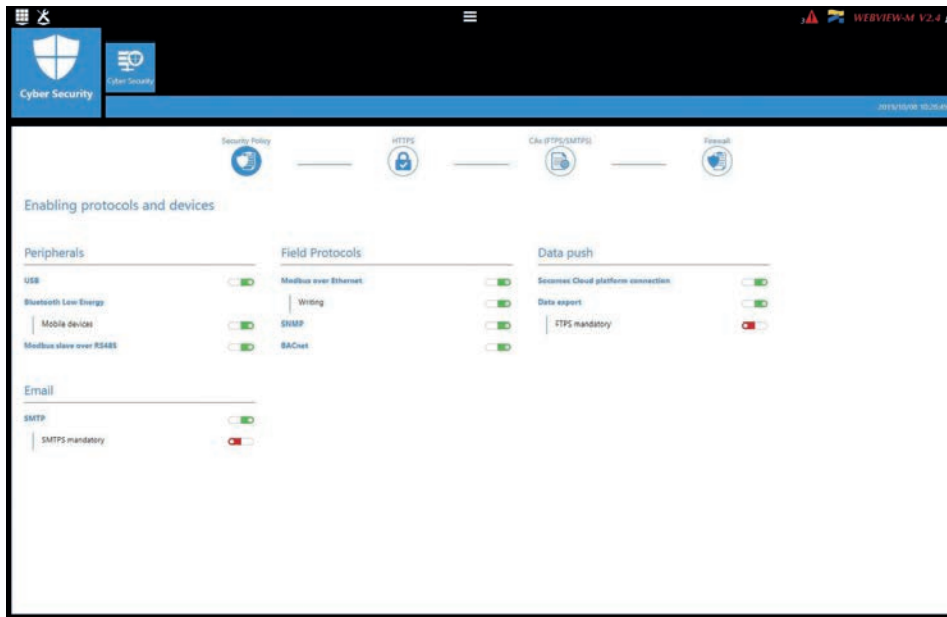 WEBVIEW-M V2.4
Cyber Security
Cyber Security
Security Policy
HTTPS
CAs (FTPS/SMTPS)
Firewall
Enabling protocols and devices
Peripherals
USB
Bluetooth Low Energy
Mobile devices
Modbus slave over RS485
Field Protocols
Modbus over Ethernet
Writing
SNMP
BACnet
Data push
Socomec Cloud platform connection
Data export
FTPS mandatory
Email
SMTP
SMTPS mandatory